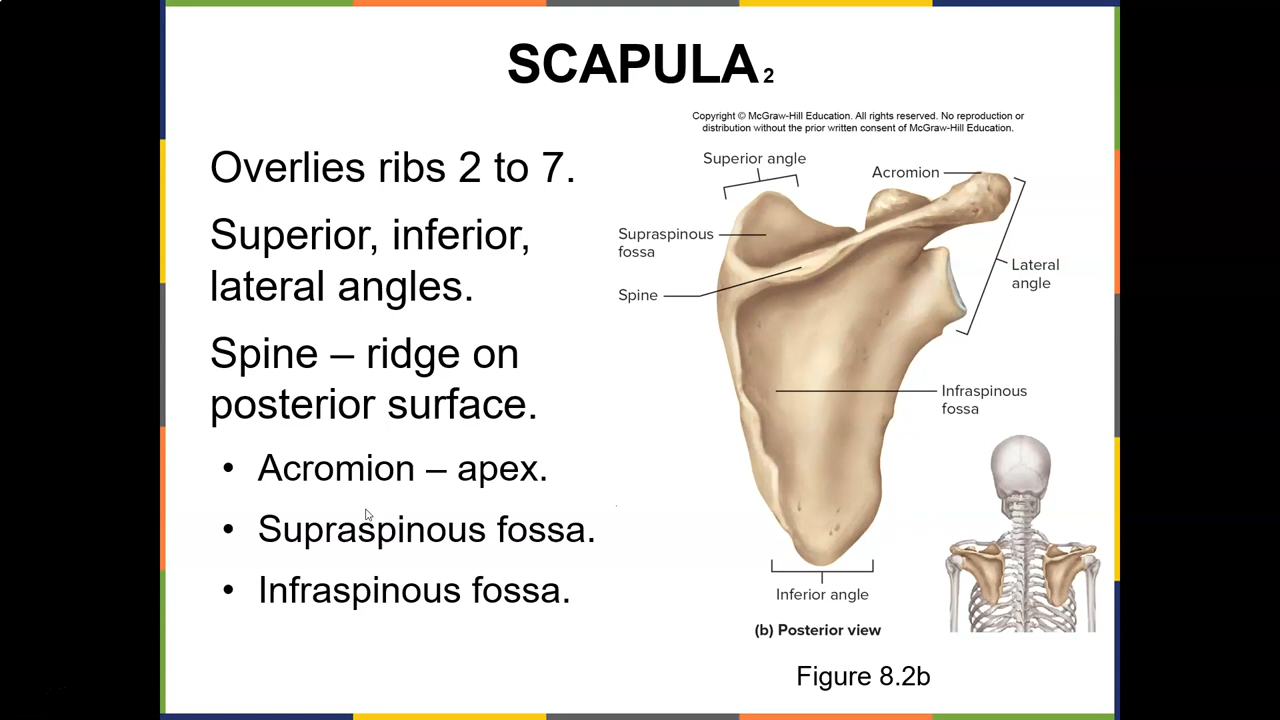 SCAPULA 2
Copyright © McGraw-Hill Education. All rights reserved. No reproduction or
distribution without the prior written consent of McGraw-Hill Education.
Overlies ribs 2 to 7.
Superior, inferior,
lateral angles.
Spine – ridge on
posterior surface.
• Acromion – apex.
• Supraspinous fossa.
• Infraspinous fossa.
Superior angle
Acromion
Supraspinous
fossa
Lateral
angle
Spine
Infraspinous
fossa
Inferior angle
(b) Posterior view
Figure 8.2b